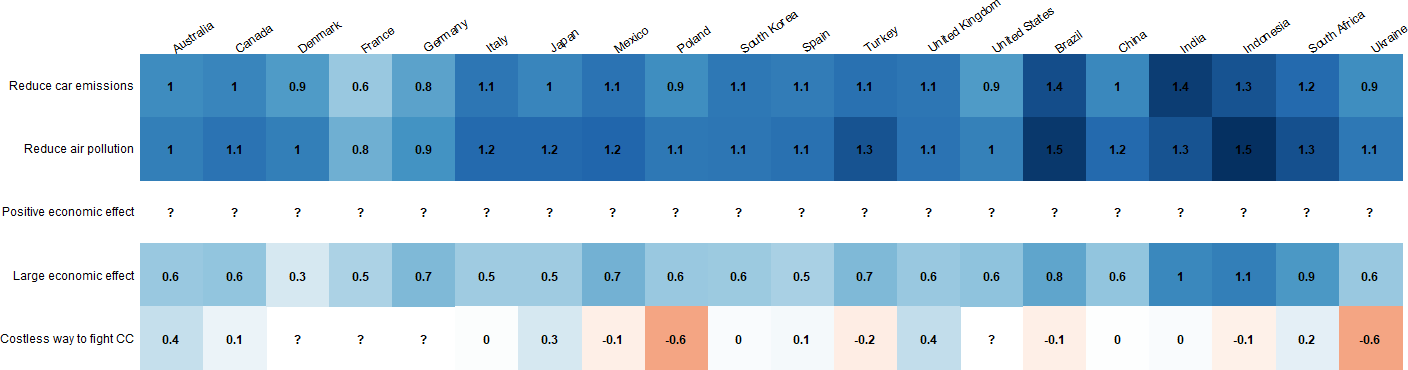 Australia Canada Denmark France Germany Italy Japan Mexico Poland South Korea Spain Turkey United Kingdom United States Brazil China India Indonesia South Africa Ukraine
Reduce car emissions 1 1 0.9 0.6 0.8 1.1 1 1.1 0.9 1.1 1.1 1.1 1.1 0.9 1.4 1 1.4 1.3 1.2 0.9
Reduce air pollution 1 1.1 1 0.8 0.9 1.2 1.2 1.2 1.1 1.1 1.1 1.3 1.1 1 1.5 1.2 1.3 1.5 1.3 1.1
Positive economic effect ? ? ? ? ? ? ? ? ? ? ? ? ? ? ? ? ? ? ? ?
Large economic effect 0.6 0.6 0.3 0.5 0.7 0.5 0.5 0.7 0.6 0.6 0.5 0.7 0.6 0.6 0.8 0.6 1 1.1 0.9 0.6
Costless way to fight CC 0.4 0.1 ? ? ? 0 0.3 -0.1 -0.6 0 0.1 -0.2 0.4 ? -0.1 0 0 -0.1 0.2 -0.6